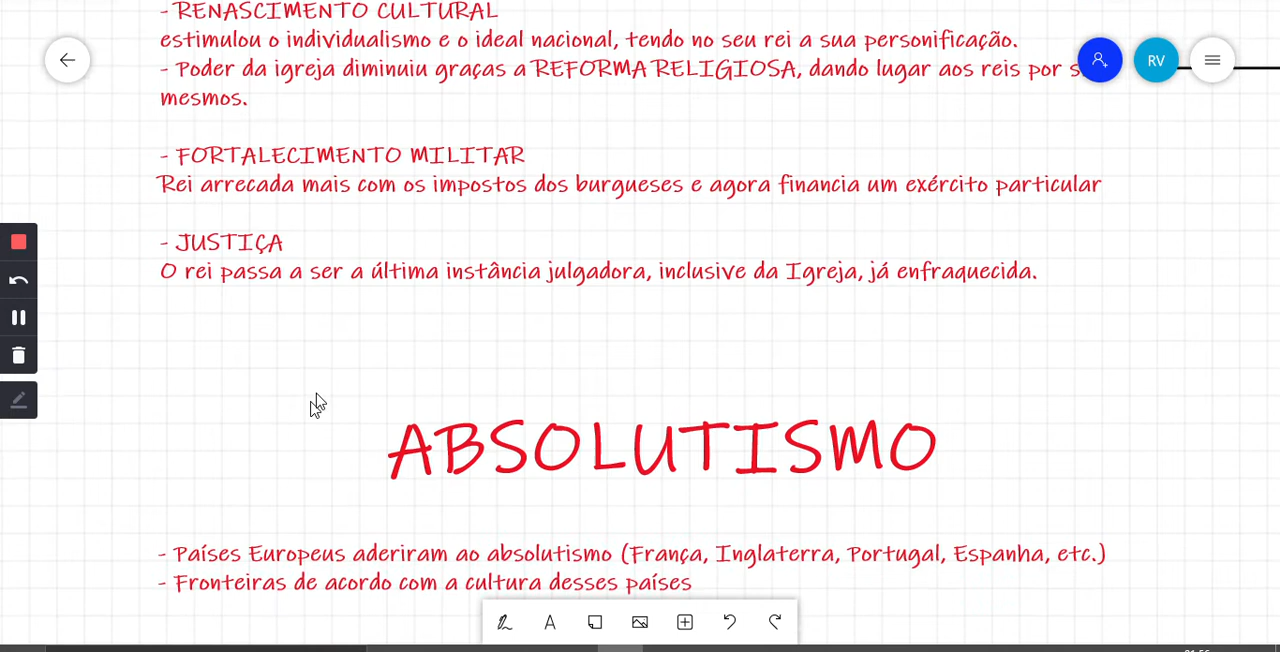 - RENASCIMENTO CULTURAL
estimulou o individualismo e o ideal nacional, tendo no seu rei a sua personificação.
- Poder da igreja diminuiu graças a REFORMA RELIGIOSA, dando lugar aos reis por
mesmos.
RV
- FORTALECIMENTO MILITAR
Rei arrecada mais com os impostos dos burgueses e agora financia um exército particular
- JUSTIÇA
O rei passa a ser a última instância julgadora, inclusive da Igreja, já enfraquecida.
ABSOLUTISMO
- Países Europeus aderiram ao absolutismo (França, Inglaterra, Portugal, Espanha, etc.)
- Fronteiras de acordo com a cultura desses países
A